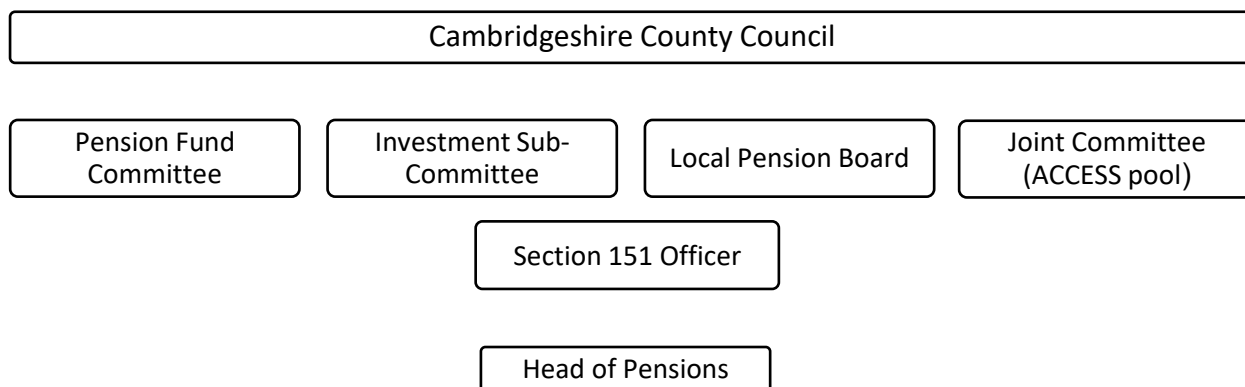 Cambridgeshire County Council
Pension Fund
Committee
Investment Sub-
Committee
Local Pension Board
Joint Committee
(ACCESS pool)
Section 151 Officer
Head of Pensions